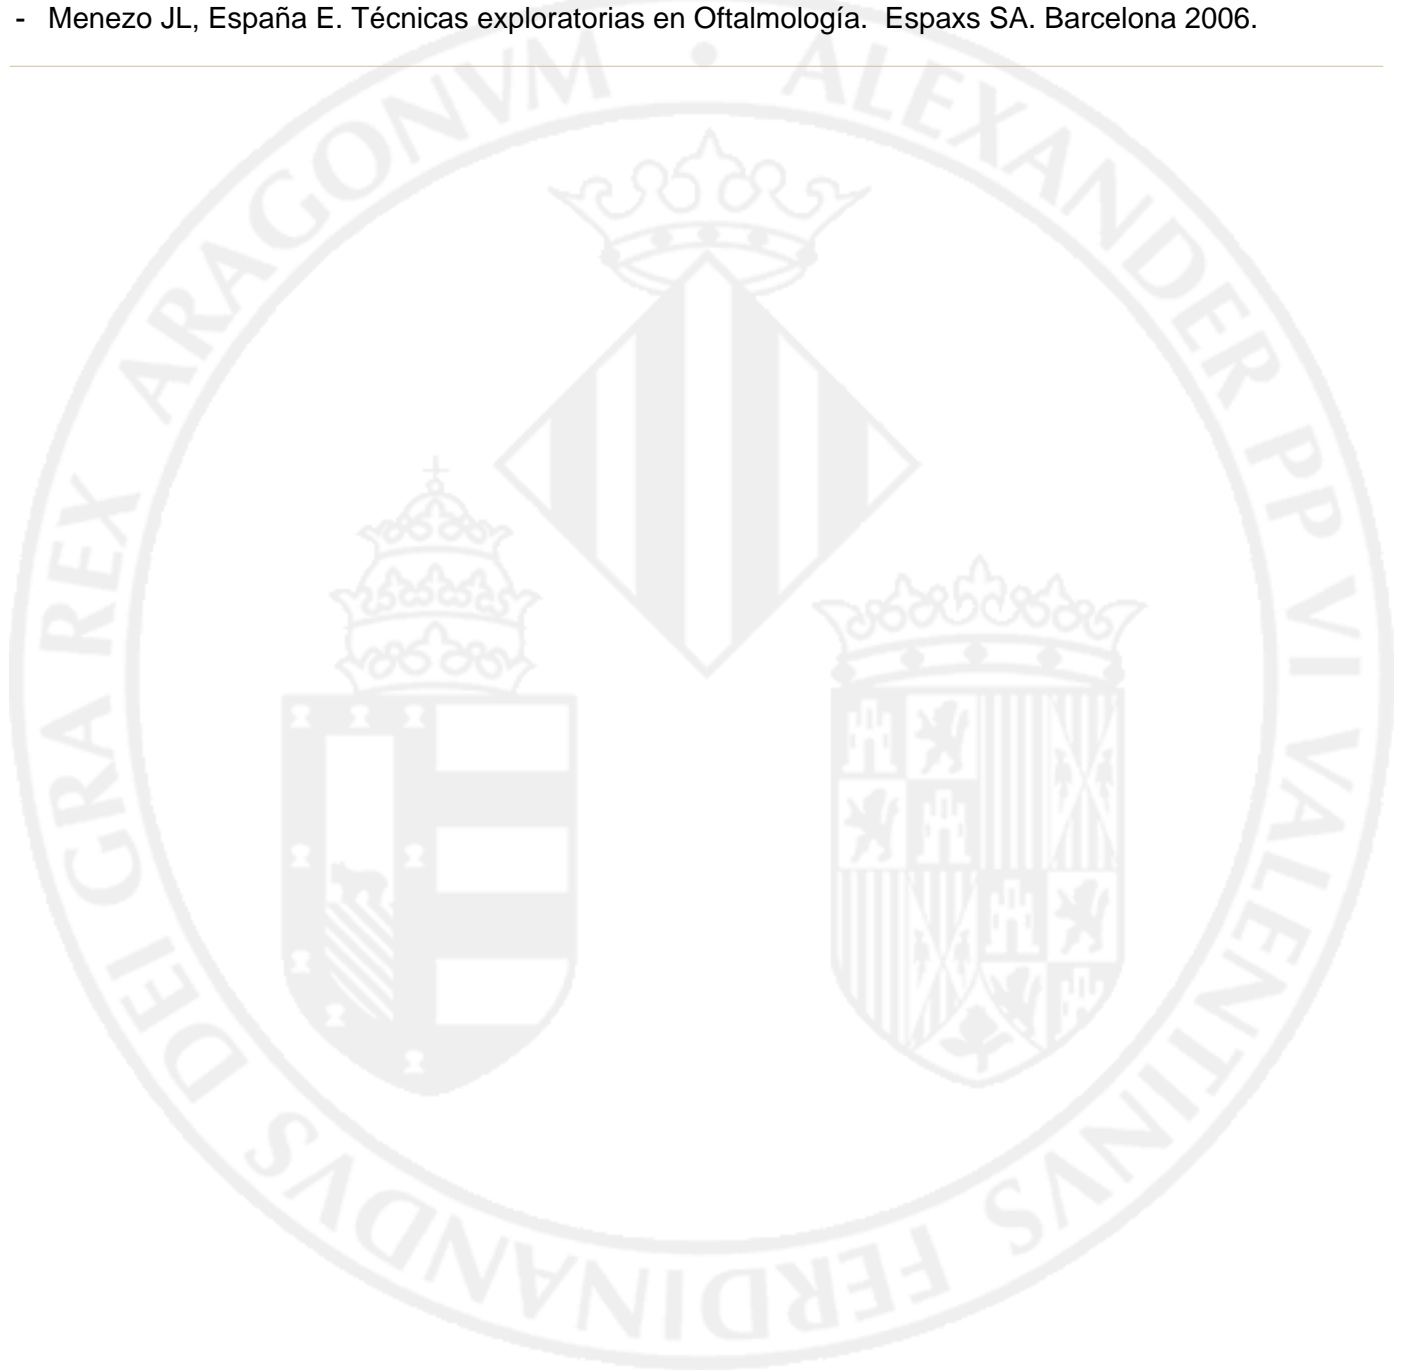 - Menezo JL, España E. Técnicas exploratorias en Oftalmología.  Espaxs SA. Barcelona 2006.
• ALEXANDER PP VI VALENTINVS FERDINANDVS DEI GRA REX ARAGONVM